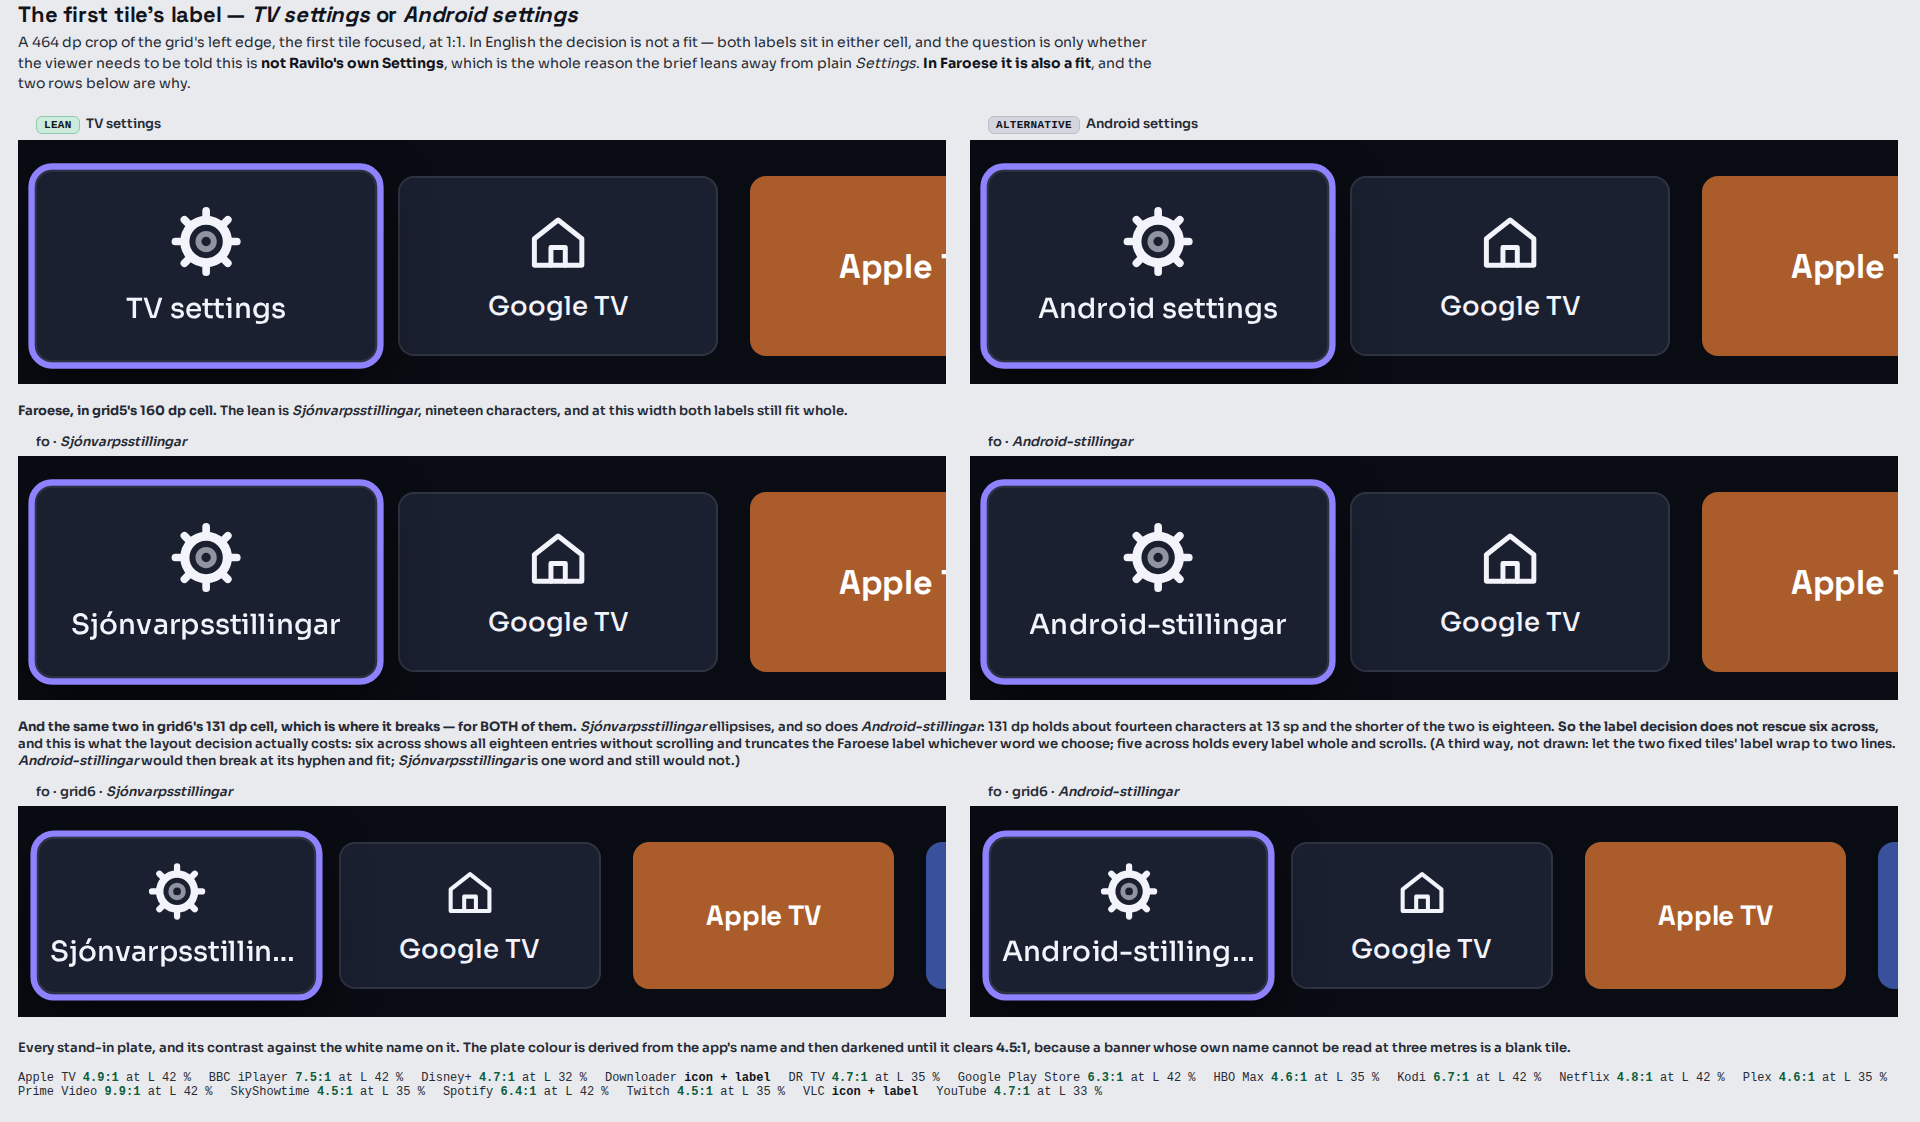 The first tile's label — TV settings or Android settings
A 464 dp crop of the grid's left edge, the first tile focused, at 1:1. In English the decision is not a fit — both labels sit in either cell, and the question is only whether
the viewer needs to be told this is not Ravilo's own Settings, which is the whole reason the brief leans away from plain Settings. In Faroese it is also a fit, and the
two rows below are why.
LEAN TV settings
ALTERNATIVE Android settings
TV settings
Google TV
Apple
Android settings
Google TV
Apple
Faroese, in grid5's 160 dp cell. The lean is Sjónvarpsstillingar, nineteen characters, and at this width both labels still fit whole.
fo · Sjónvarpsstillingar
fo · Android-stillingar
Sjónvarpsstillingar
Google TV
Apple
Android-stillingar
Google TV
Apple
And the same two in grid6's 131 dp cell, which is where it breaks — for BOTH of them. Sjónvarpsstillingar ellipsises, and so does Android-stillingar: 131 dp holds about fourteen characters at 13 sp and the shorter of the two is eighteen. So the label decision does not rescue six across,
and this is what the layout decision actually costs: six across shows all eighteen entries without scrolling and truncates the Faroese label whichever word we choose; five across holds every label whole and scrolls. (A third way, not drawn: let the two fixed tiles' label wrap to two lines.
Android-stillingar would then break at its hyphen and fit; Sjónvarpsstillingar is one word and still would not.)
fo · grid6 · Sjónvarpsstillingar
fo · grid6 · Android-stillingar
Sjónvarpsstillin...
Google TV
Apple TV
Android-stilling...
Google TV
Apple TV
Every stand-in plate, and its contrast against the white name on it. The plate colour is derived from the app's name and then darkened until it clears 4.5:1, because a banner whose own name cannot be read at three metres is a blank tile.
Apple TV 4.9:1 at L 42 % BBC iPlayer 7.5:1 at L 42 % Disney+ 4.7:1 at L 32 % Downloader icon + label DR TV 4.7:1 at L 35 % Google Play Store 6.3:1 at L 42 % HBO Max 4.6:1 at L 35 % Kodi 6.7:1 at L 42 % Netflix 4.8:1 at L 42 % Plex 4.6:1 at L 35 %
Prime Video 9.9:1 at L 42 % SkyShowtime 4.5:1 at L 35 % Spotify 6.4:1 at L 42 % Twitch 4.5:1 at L 35 % VLC icon + label YouTube 4.7:1 at L 33 %